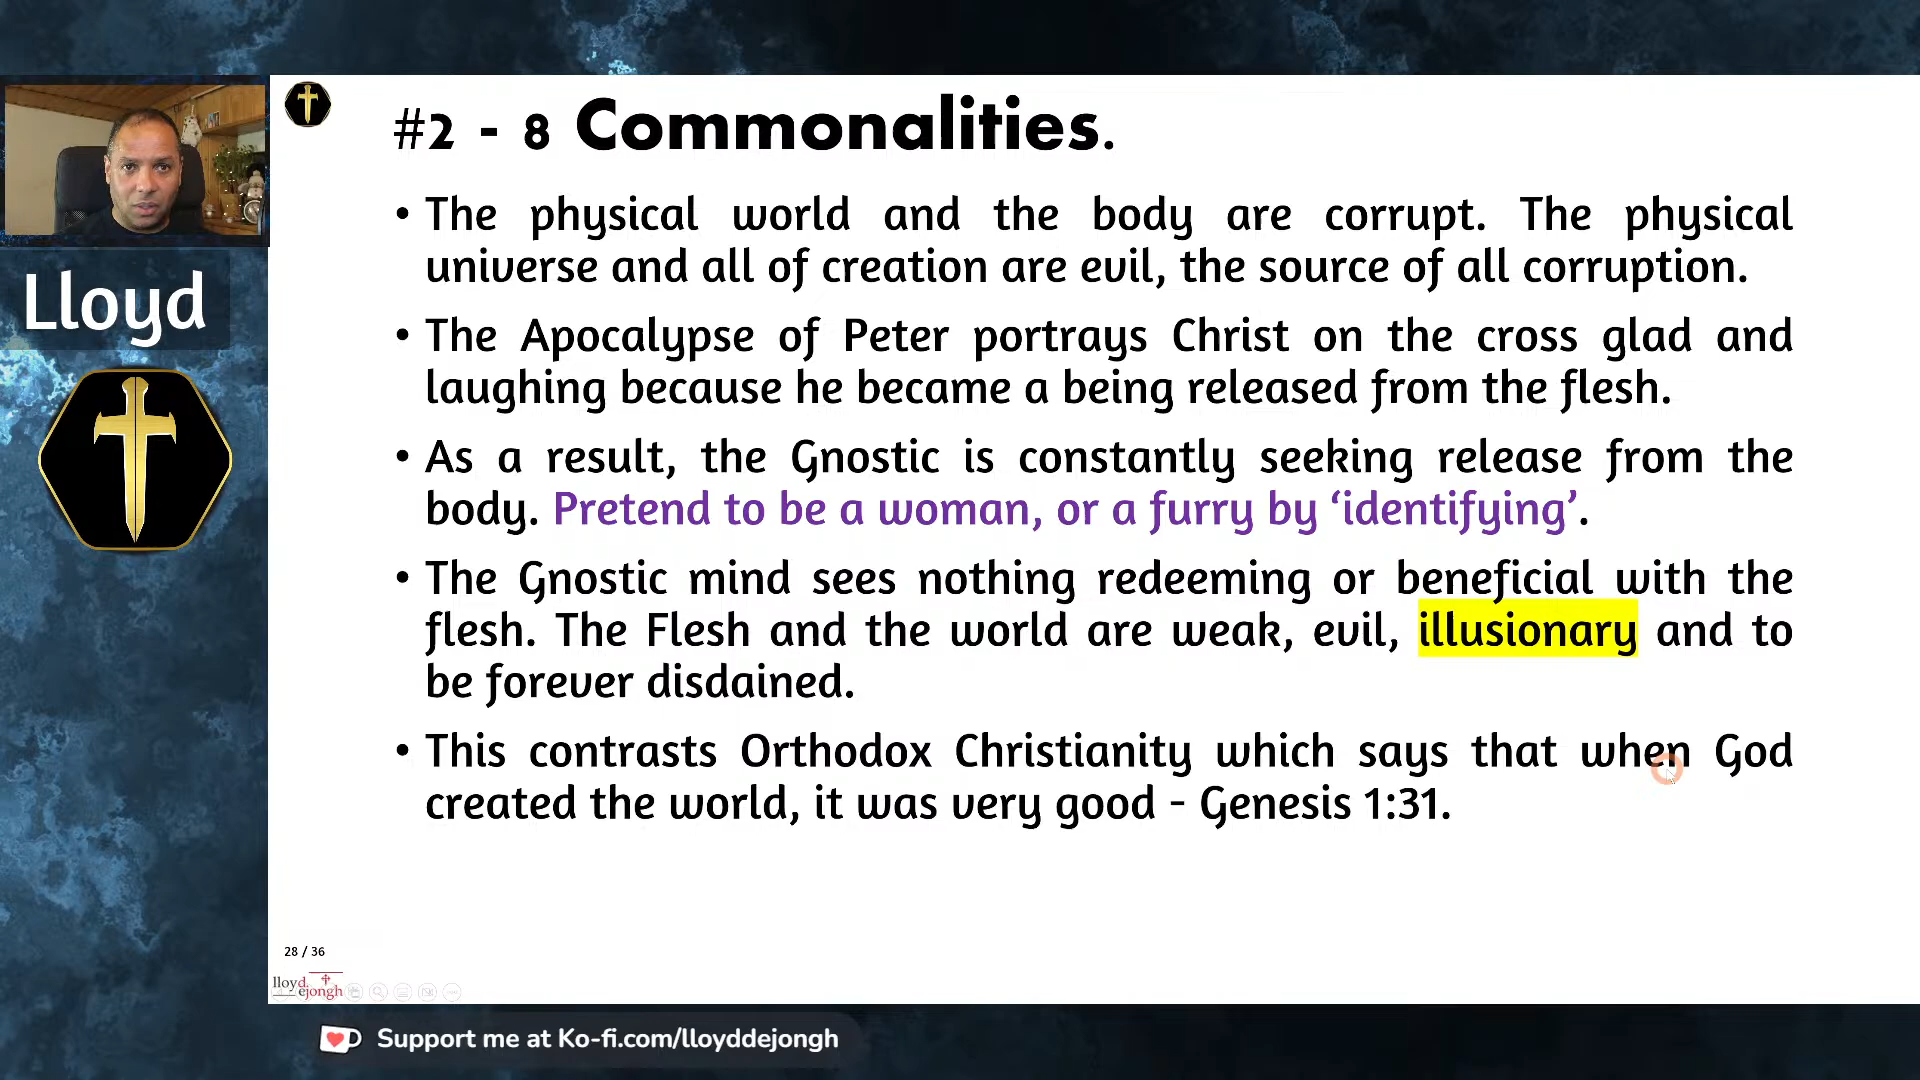 #2 - 8 Commonalities.
Lloyd
• The physical world and the body are corrupt. The physical
universe and all of creation are evil, the source of all corruption.
• The Apocalypse of Peter portrays Christ on the cross glad and
laughing because he became a being released from the flesh.
• As a result, the Gnostic is constantly seeking release from the
body. Pretend to be a woman, or a furry by ‘identifying’.
• The Gnostic mind sees nothing redeeming or beneficial with the
flesh. The Flesh and the world are weak, evil, illusionary and to
be forever disdained.
• This contrasts Orthodox Christianity which says that when God
created the world, it was very good - Genesis 1:31.
28 / 36
lloyd.
ejongh
Support me at Ko-fi.com/lloyddejongh